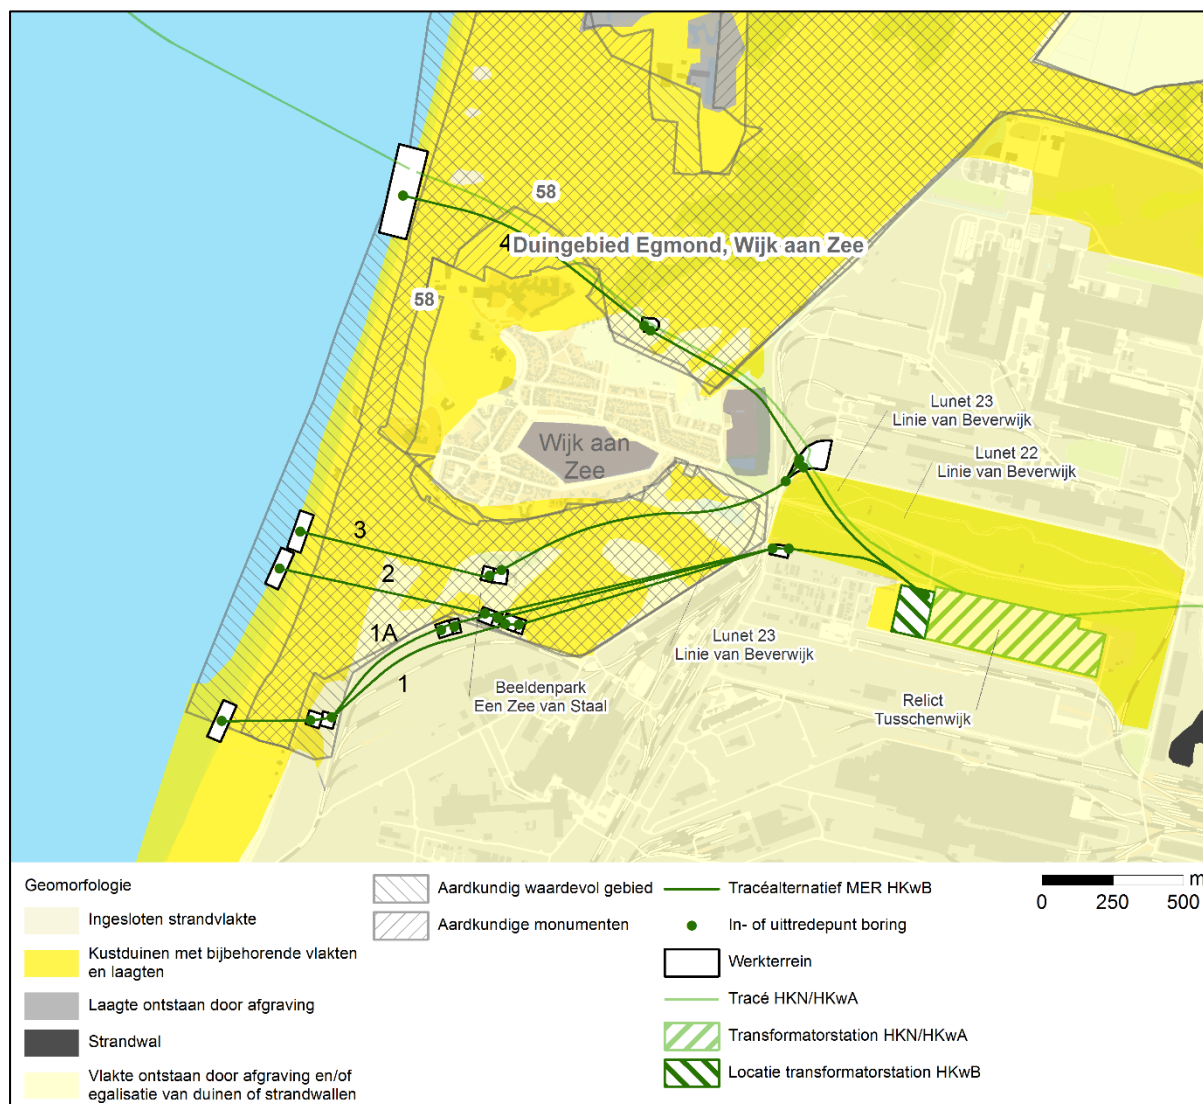 58
4
Duingebied Egmond, Wijk aan Zee
58
Lunet 23
Linie van Beverwijk
Lunet 22
Linie van Beverwijk
Wijk aan
Zee
3
2
1A
1
Lunet 23
Linie van Beverwijk
Beeldenpark
Een Zee van Staal
Relict
Tusschenwijk
Geomorfologie
Ingesloten strandvlakte
Kustduinen met bijbehorende vlakten
en laagten
Laagte ontstaan door afgraving
Strandwal
Vlakte ontstaan door afgraving en/of
egalisatie van duinen of strandwallen
Aardkundig waardevol gebied
Aardkundige monumenten
Tracéalternatief MER HKwB
In- of uittredepunt boring
Werkterrein
Tracé HKN/HKwA
Transformatorstation HKN/HKwA
Locatie transformatorstation HKwB
m
0 250 500